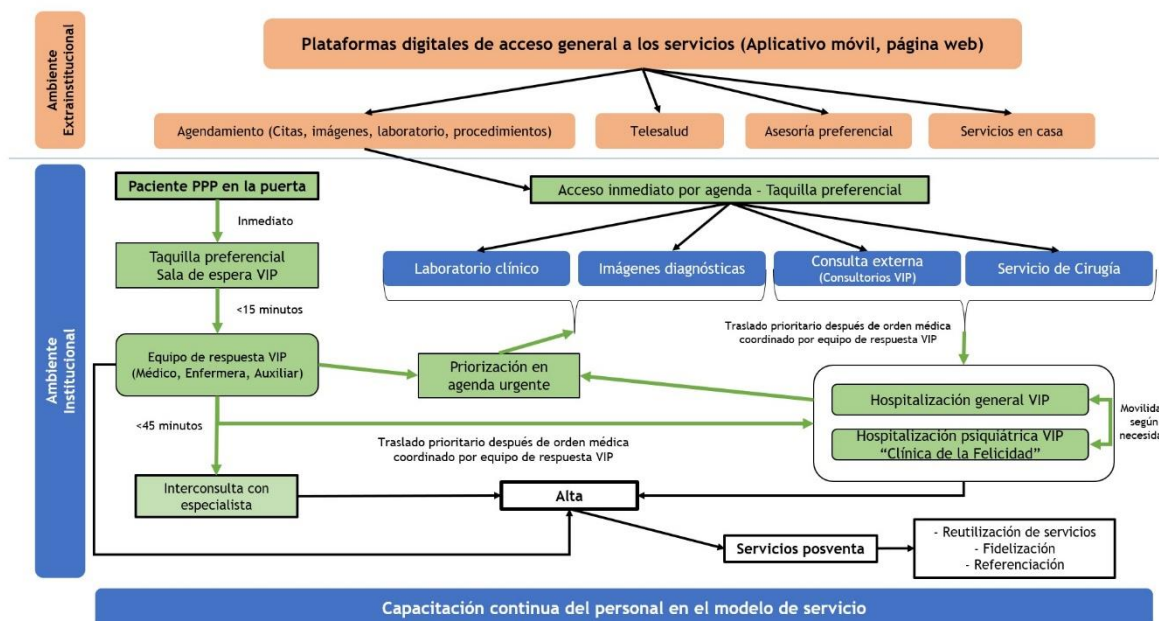 Ambiente
Extrainstitucional
Plataformas digitales de acceso general a los servicios (Aplicativo móvil, página web)
Agendamiento (Citas, imágenes, laboratorio, procedimientos)
Telesalud
Asesoría preferencial
Servicios en casa
Ambiente
Institucional
Paciente PPP en la puerta
Inmediato
Taquilla preferencial
Sala de espera VIP
<15 minutos
Equipo de respuesta VIP
(Médico, Enfermera, Auxiliar)
<45 minutos
Interconsulta con
especialista
Acceso inmediato por agenda - Taquilla preferencial
Laboratorio clínico
Imágenes diagnósticas
Consulta externa
(Consultorios VIP)
Servicio de Cirugía
Traslado prioritario después de orden médica
coordinado por equipo de respuesta VIP
Priorización en
agenda urgente
Hospitalización general VIP
Hospitalización psiquiátrica VIP
“Clínica de la Felicidad”
Movilida
según
necesida
Traslado prioritario después de orden médica
coordinado por equipo de respuesta VIP
Alta
Servicios posventa
- Reutilización de servicios
- Fidelización
- Referenciación
Capacitación continua del personal en el modelo de servicio